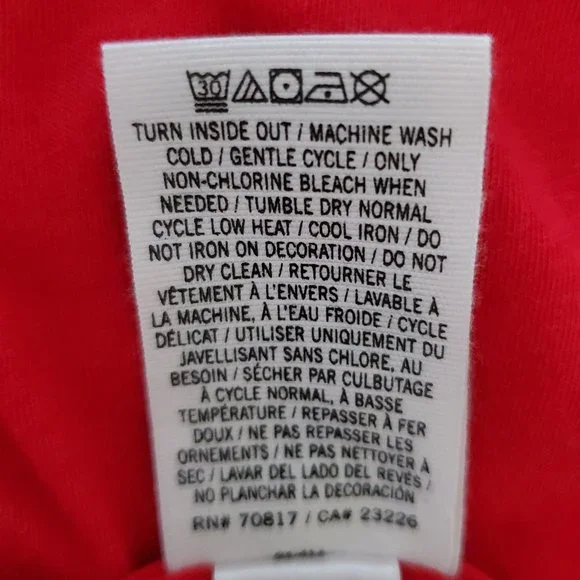 30
TURN INSIDE OUT / MACHINE WASH
COLD / GENTLE CYCLE / ONLY
NON-CHLORINE BLEACH WHEN
NEEDED / TUMBLE DRY NORMAL
CYCLE LOW HEAT / COOL IRON / DO
NOT IRON ON DECORATION / DO NOT
DRY CLEAN / RETOURNER LE
VÊTEMENT À L'ENVERS / LAVABLE À
LA MACHINE, À L'EAU FROIDE / CYCLE
DÉLICAT / UTILISER UNIQUEMENT DU
JAVELLISANT SANS CHLORE, AU
BESOIN / SÉCHER PAR CULBUTAGE
À CYCLE NORMAL, À BASSE
TEMPÉRATURE / REPASSER À FER
DOUX / NE PAS REPASSER LES
ORNEMENTS / NE PAS NETTOYER À
SEC / LAVAR DEL LADO DEL REVÉS /
NO PLANCHAR LA DECORACIÓN
RN# 70817 / CA# 23226